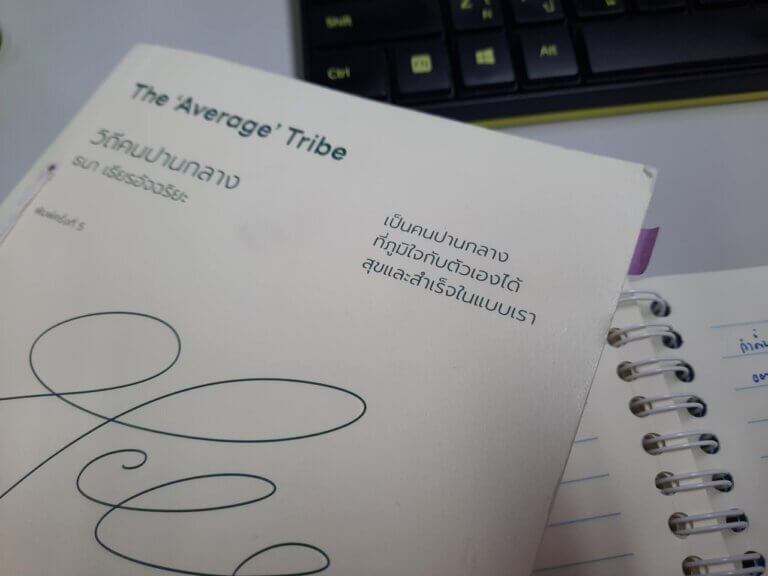 The 'Average' Tribe
วิถีคนปานกลาง
ธนา เธียรอัจฉริยะ
พิมพ์ครั้งที่ 5
เป็นคนปานกลาง
ที่ภูมิใจกับตัวเองได้
สุขและสำเร็จในแบบเรา
SNR
Ctrl
fn
Alt
Z